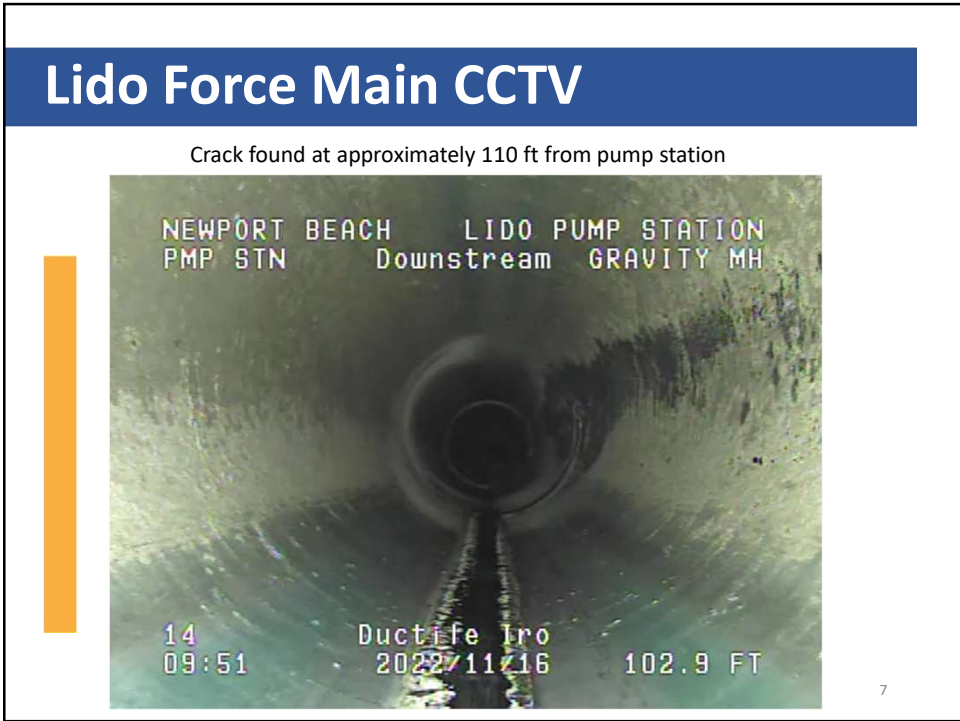 Lido Force Main CCTV
Crack found at approximately 110 ft from pump station
NEWPORT BEACH LIDO PUMP STATION
PMP STN Downstream GRAVITY MH
14 Ductile Iro
09:51 2022/11/16 102.9 FT
7